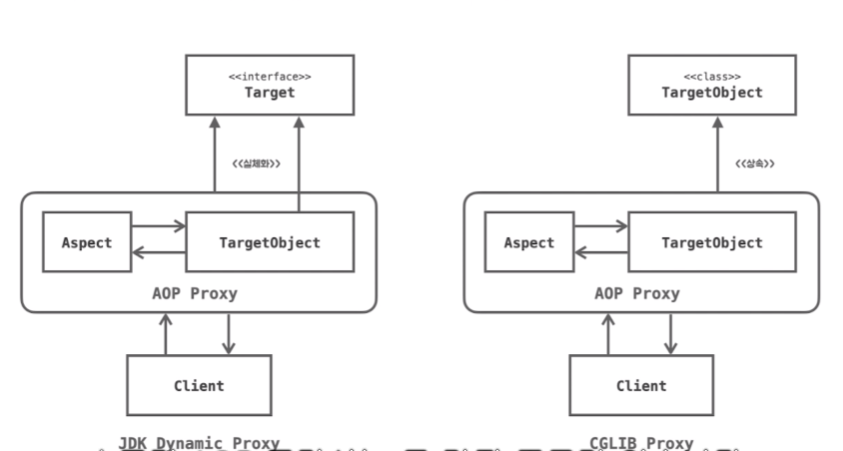 <<interface>>
Target
<<실체화>>
Aspect
TargetObject
AOP Proxy
Client
JDK Dynamic Proxy
<<class>>
TargetObject
<<상속>>
Aspect
TargetObject
AOP Proxy
Client
CGLIB Proxy